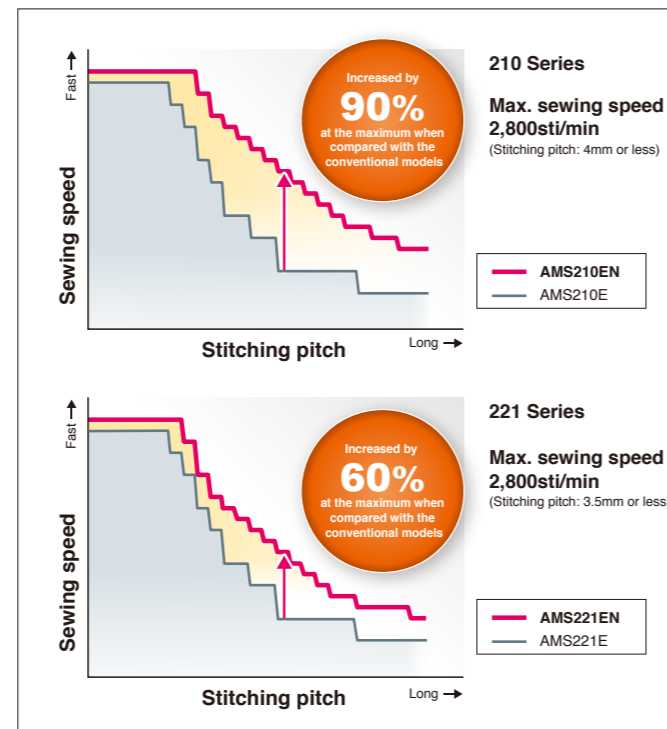 Fast →
Sewing speed
Increased by
90%
at the maximum when
compared with the
conventional models
210 Series
Max. sewing speed
2,800sti/min
(Stitching pitch: 4mm or less)
AMS210EN
AMS210E
Stitching pitch
Long →
Fast →
Sewing speed
Increased by
60%
at the maximum when
compared with the
conventional models
221 Series
Max. sewing speed
2,800sti/min
(Stitching pitch: 3.5mm or less)
AMS221EN
AMS221E
Stitching pitch
Long →